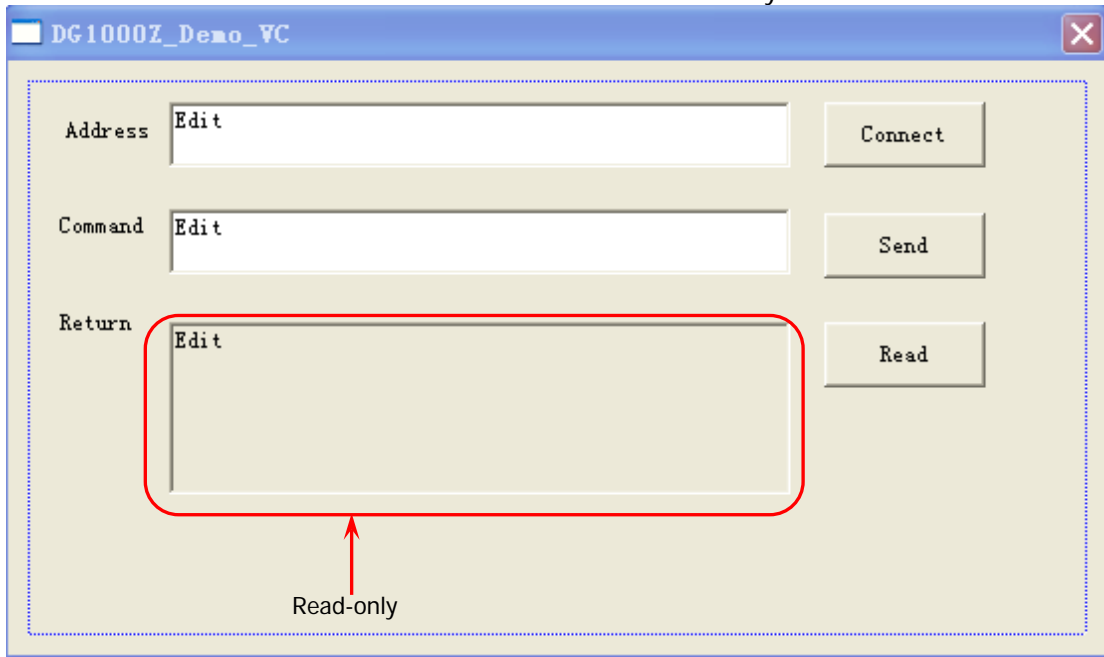 DG1000Z_Demo_VC
Address
Edit
Connect
Command
Edit
Send
Return
Edit
Read
Read-only